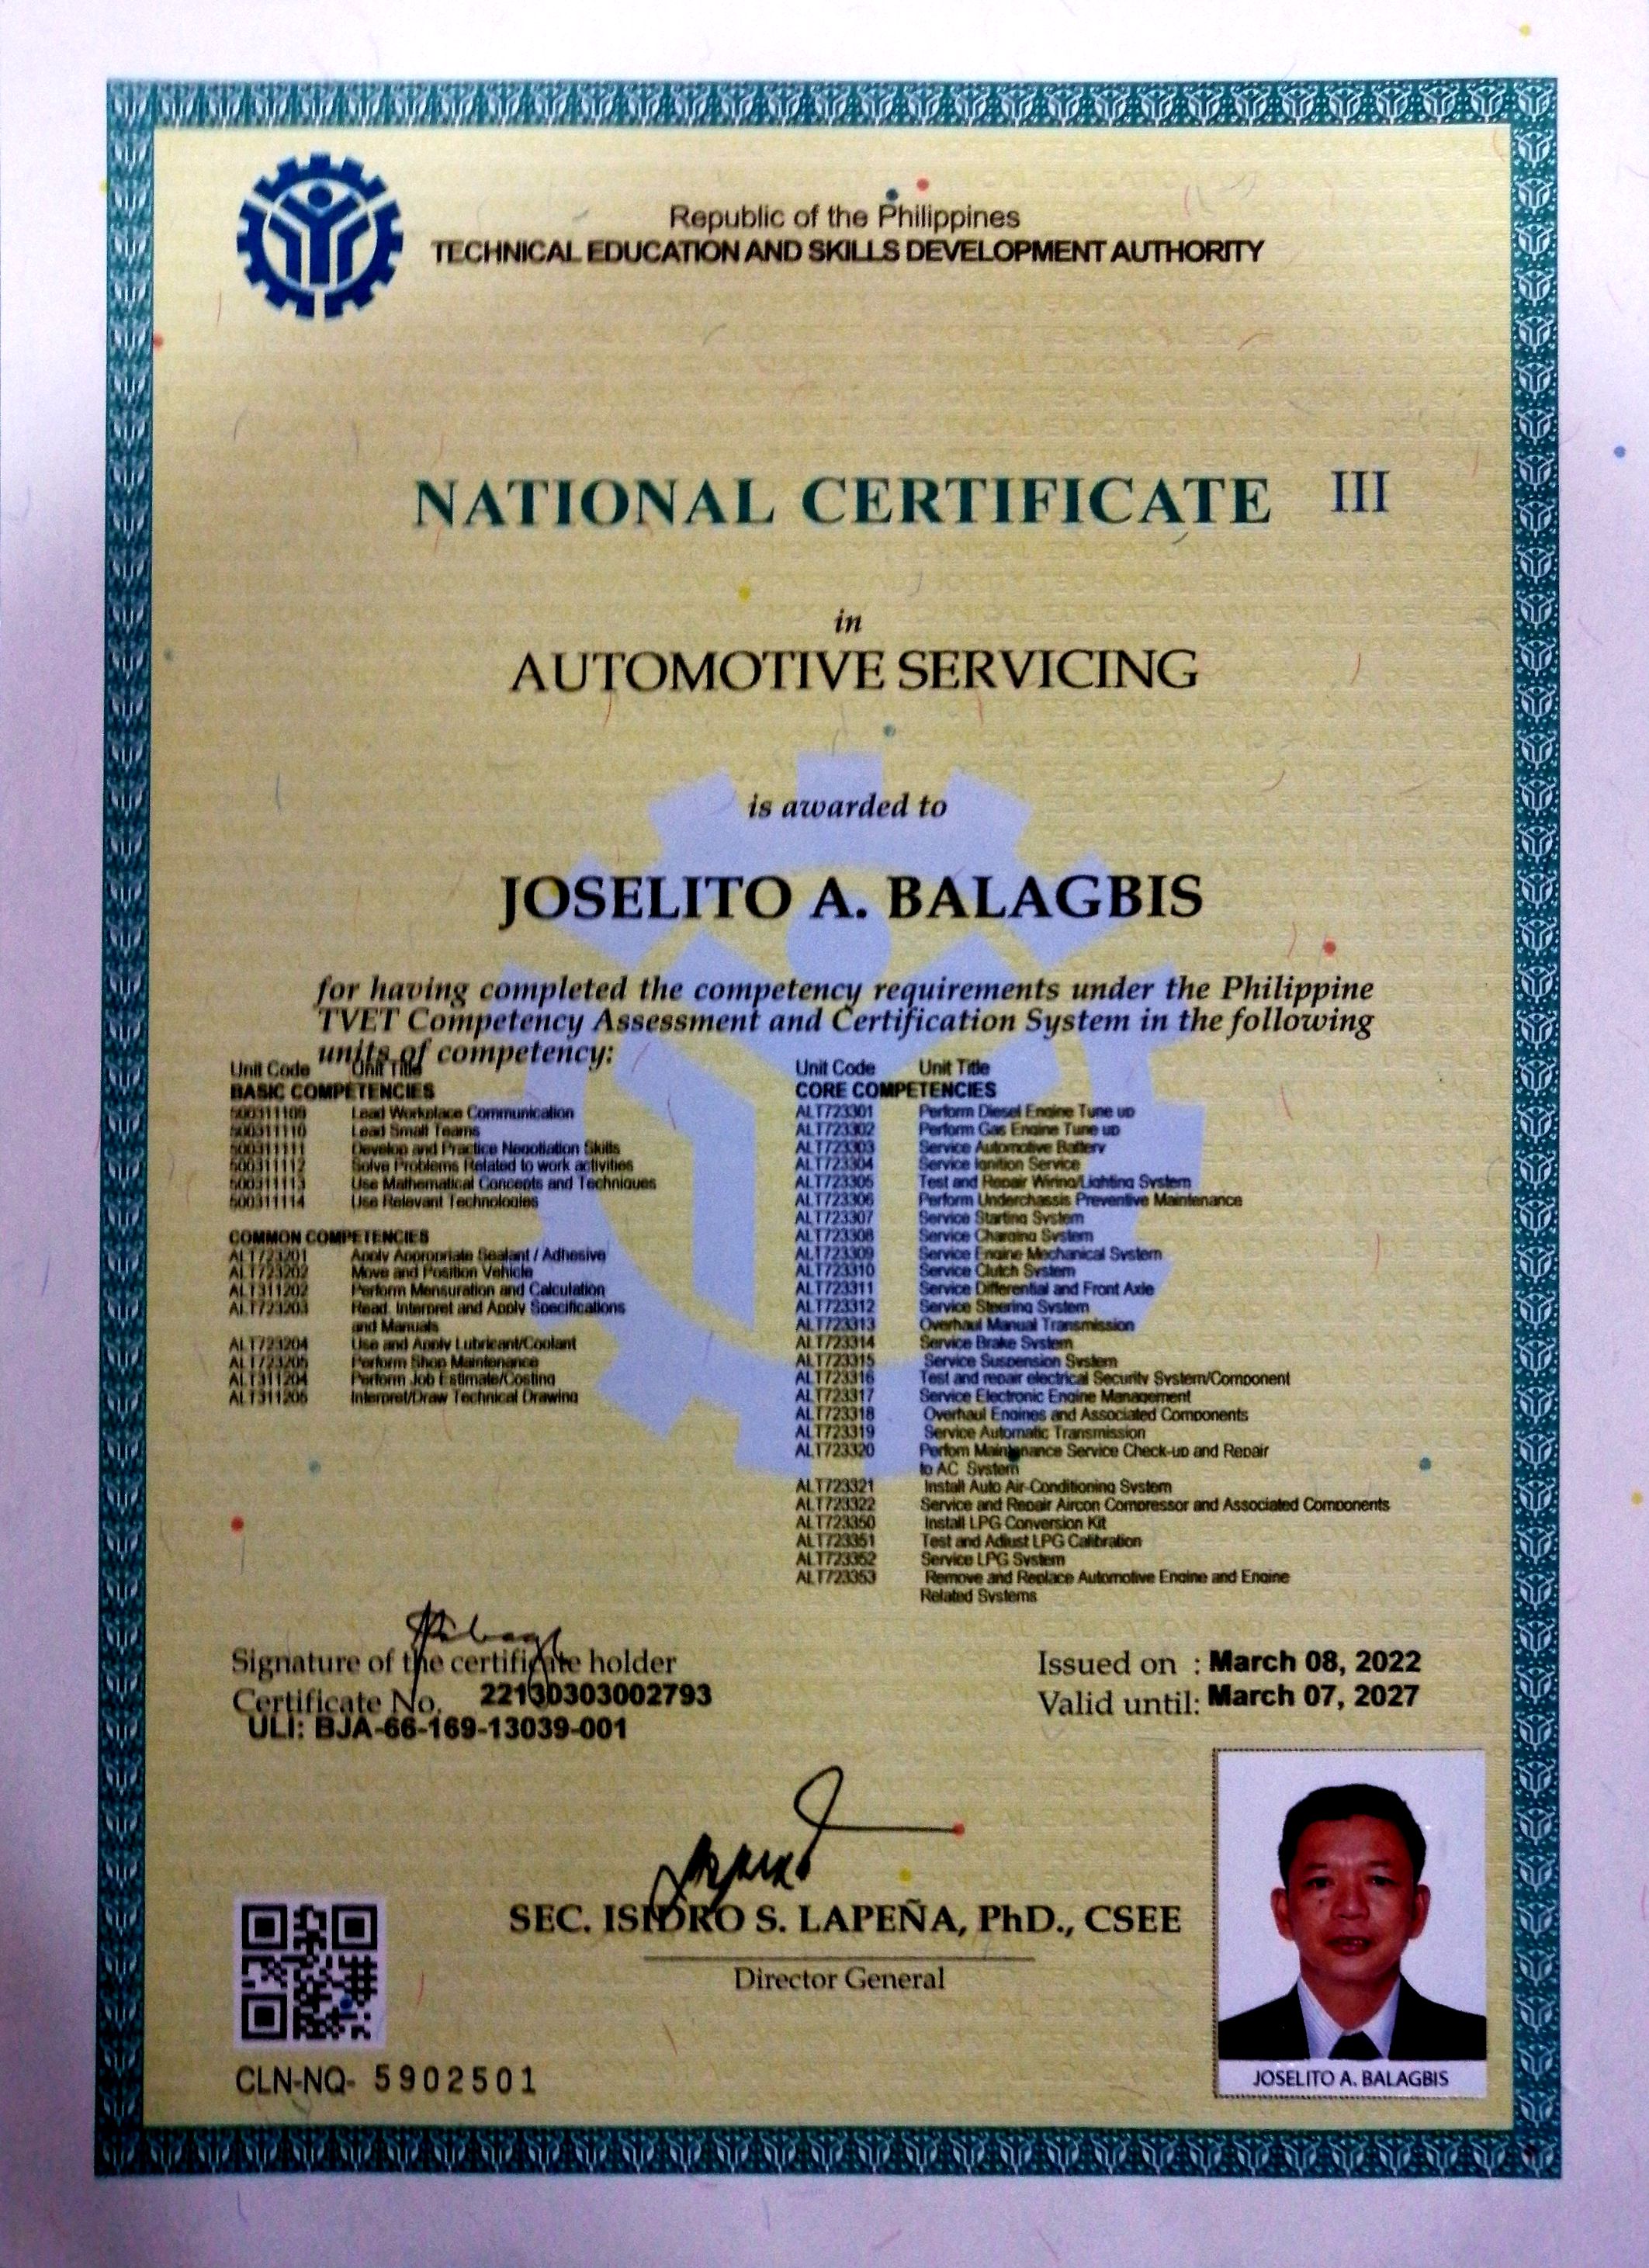 Republic of the Philippines
TECHNICAL EDUCATION AND SKILLS DEVELOPMENT AUTHORITY
NATIONAL CERTIFICATE III
in
AUTOMOTIVE SERVICING
is awarded to
JOSELITO A. BALAGBIS
for having completed the competency requirements under the Philippine
TVET Competency Assessment and Certification System in the following
units of competency:
Unit Code Unit Title
BASIC COMPETENCIES
500311109 Lead Workplace Communication
500311110 Lead Small Teams
500311111 Develop and Practice Negotiation Skills
500311112 Solve Problems Related to work activities
500311113 Use Mathematical Concepts and Techniques
500311114 Use Relevant Technologies
COMMON COMPETENCIES
ALT723201 Apply Appropriate Sealant / Adhesive
ALT723202 Move and Position Vehicle
ALT311202 Perform Mensuration and Calculation
ALT723203 Read, Interpret and Apply Specifications
and Manuals
ALT723204 Use and Apply Lubricant/Coolant
ALT723205 Perform Shop Maintenance
ALT311204 Perform Job Estimate/Costing
ALT311205 Interpret/Draw Technical Drawing
Unit Code Unit Title
CORE COMPETENCIES
ALT723301 Perform Diesel Engine Tune up
ALT723302 Perform Gas Engine Tune up
ALT723303 Service Automotive Battery
ALT723304 Service Ignition Service
ALT723305 Test and Repair Wiring/Lighting System
ALT723306 Perform Underchassis Preventive Maintenance
ALT723307 Service Starting System
ALT723308 Service Charging System
ALT723309 Service Engine Mechanical System
ALT723310 Service Clutch System
ALT723311 Service Differential and Front Axle
ALT723312 Service Steering System
ALT723313 Overhaul Manual Transmission
ALT723314 Service Brake System
ALT723315 Service Suspension System
ALT723316 Test and repair electrical Security System/Component
ALT723317 Service Electronic Engine Management
ALT723318 Overhaul Engines and Associated Components
ALT723319 Service Automatic Transmission
ALT723320 Perfom Maintenance Service Check-up and Repair
to AC System
ALT723321 Install Auto Air-Conditioning System
ALT723322 Service and Repair Aircon Compressor and Associated Components
ALT723350 Install LPG Conversion Kit
ALT723351 Test and Adjust LPG Calibration
ALT723352 Service LPG System
ALT723353 Remove and Replace Automotive Engine and Engine
Related Systems
Signature of the certificate holder
Certificate No. 22130303002793
ULI: BJA-66-169-13039-001
Issued on : March 08, 2022
Valid until: March 07, 2027
SEC. ISIDRO S. LAPEÑA, PhD., CSEE
Director General
CLN-NQ- 5902501
JOSELITO A. BALAGBIS